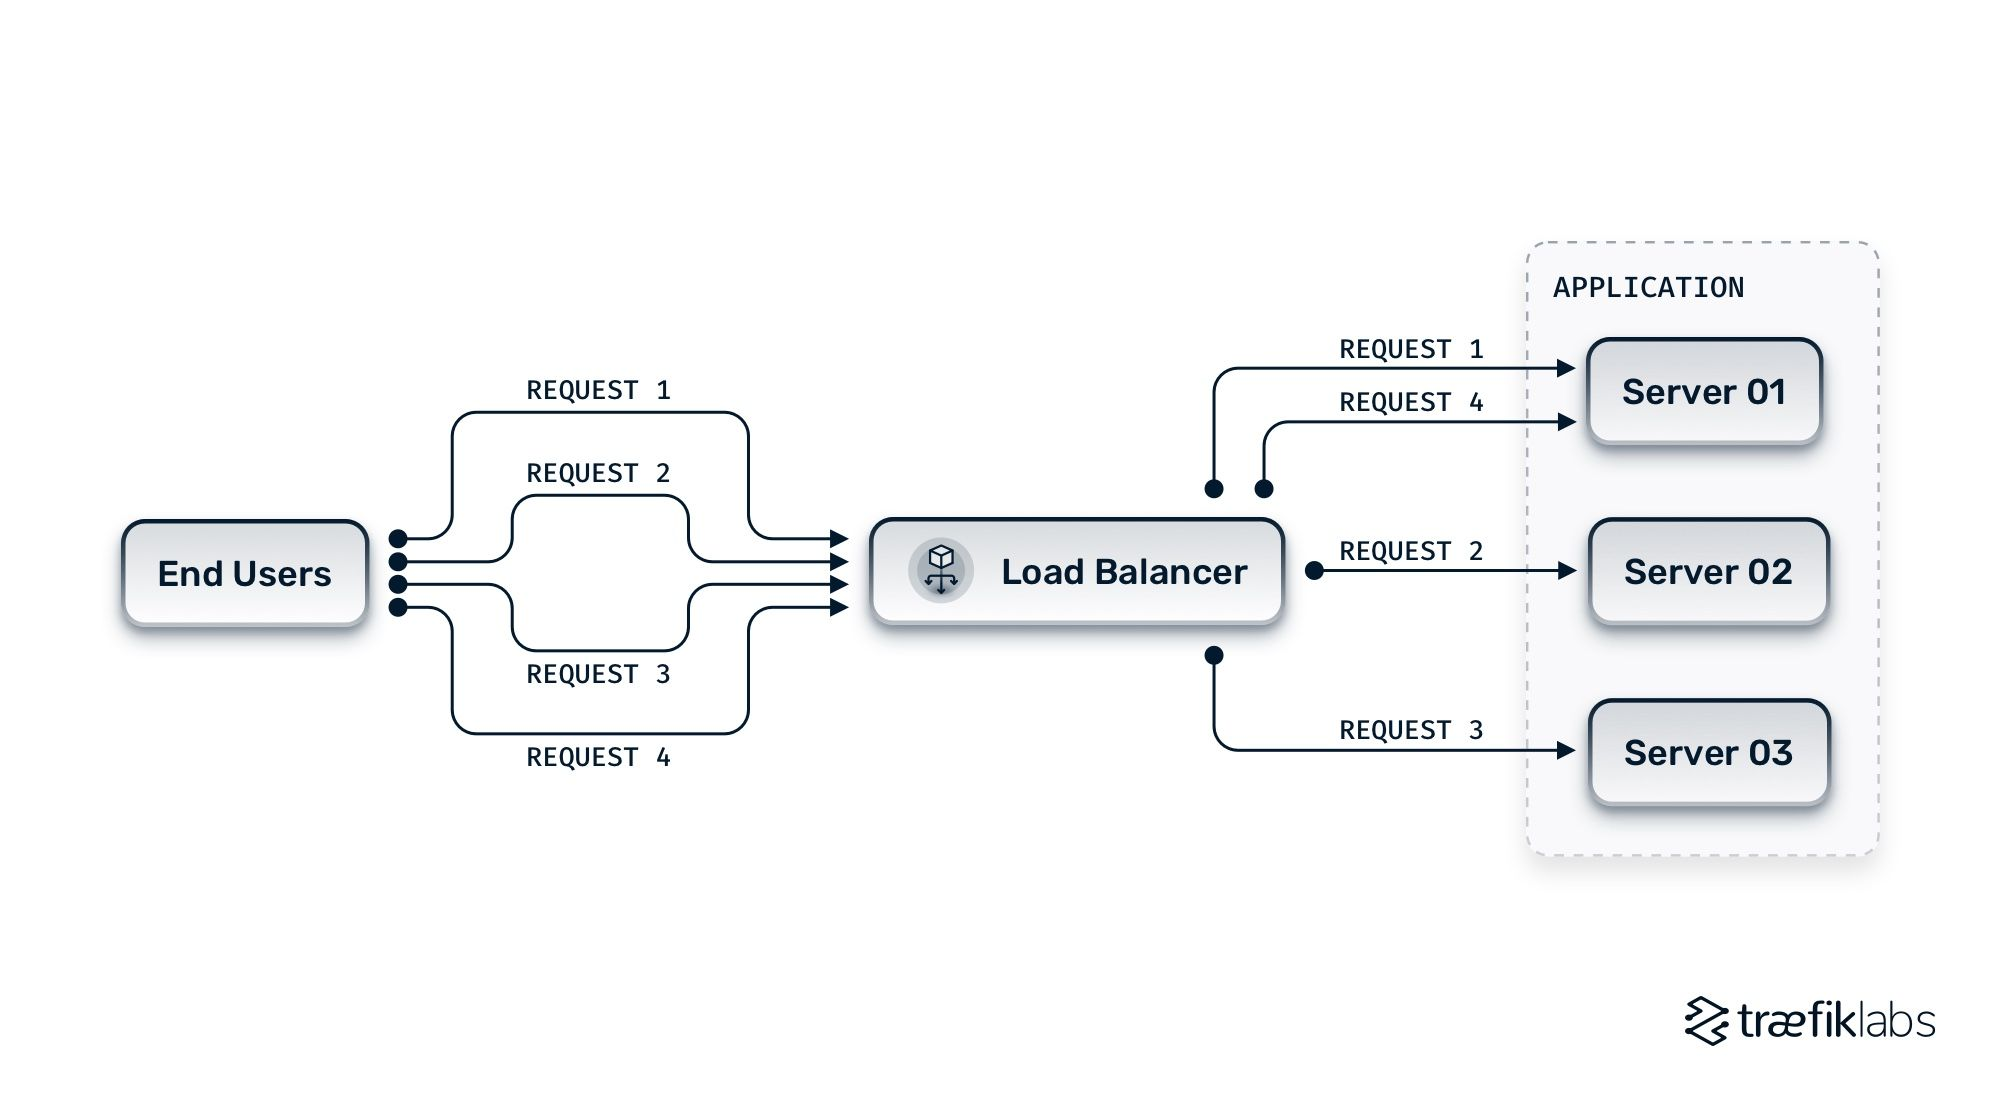 APPLICATION
REQUEST 1
REQUEST 4
Server 01
REQUEST 1
REQUEST 2
End Users
Load Balancer
REQUEST 2
Server 02
REQUEST 3
REQUEST 4
REQUEST 3
Server 03
træfiklabs